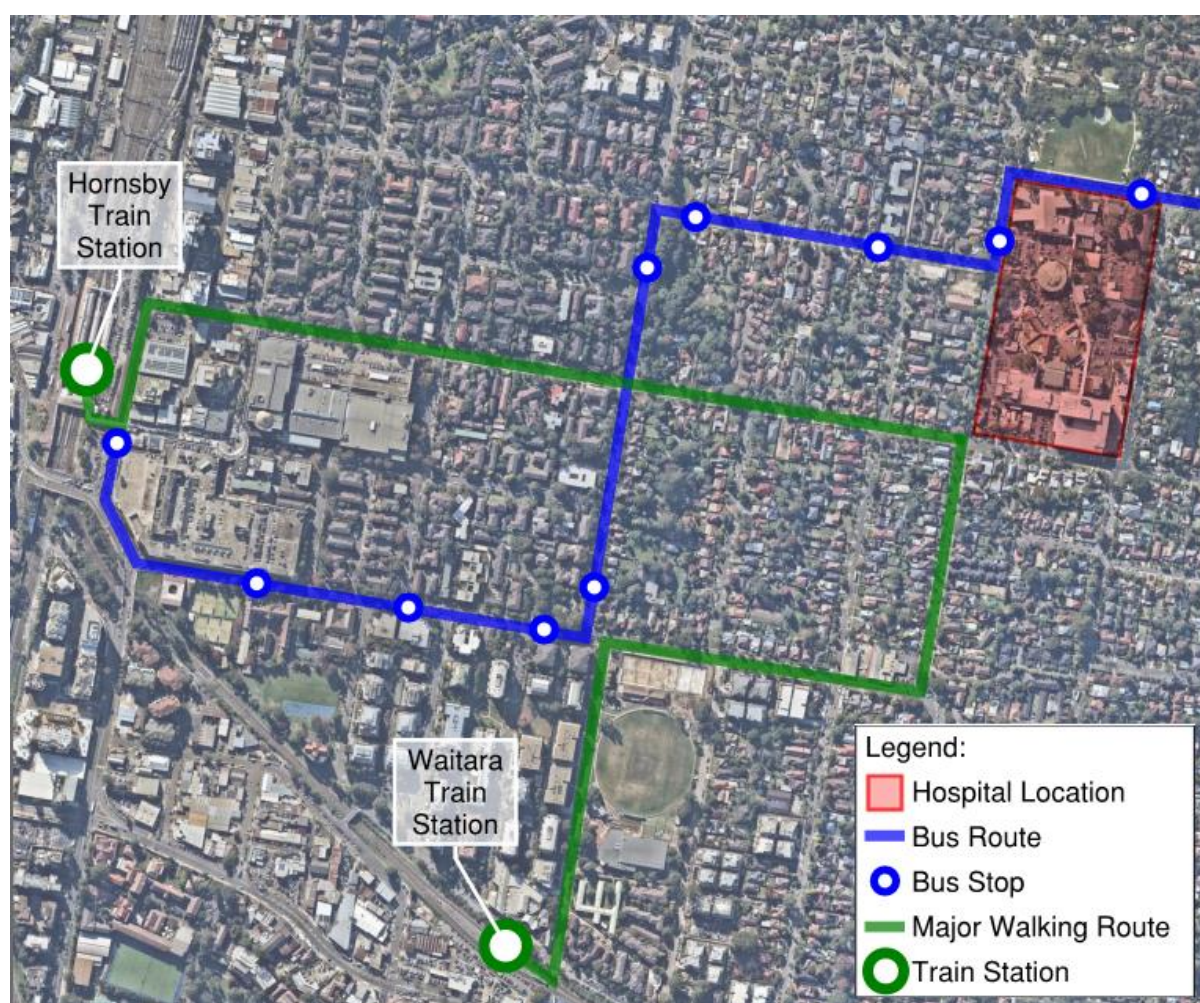 Hornsby
Train
Station
Waitara
Train
Station
Legend:
Hospital Location
Bus Route
Bus Stop
Major Walking Route
Train Station